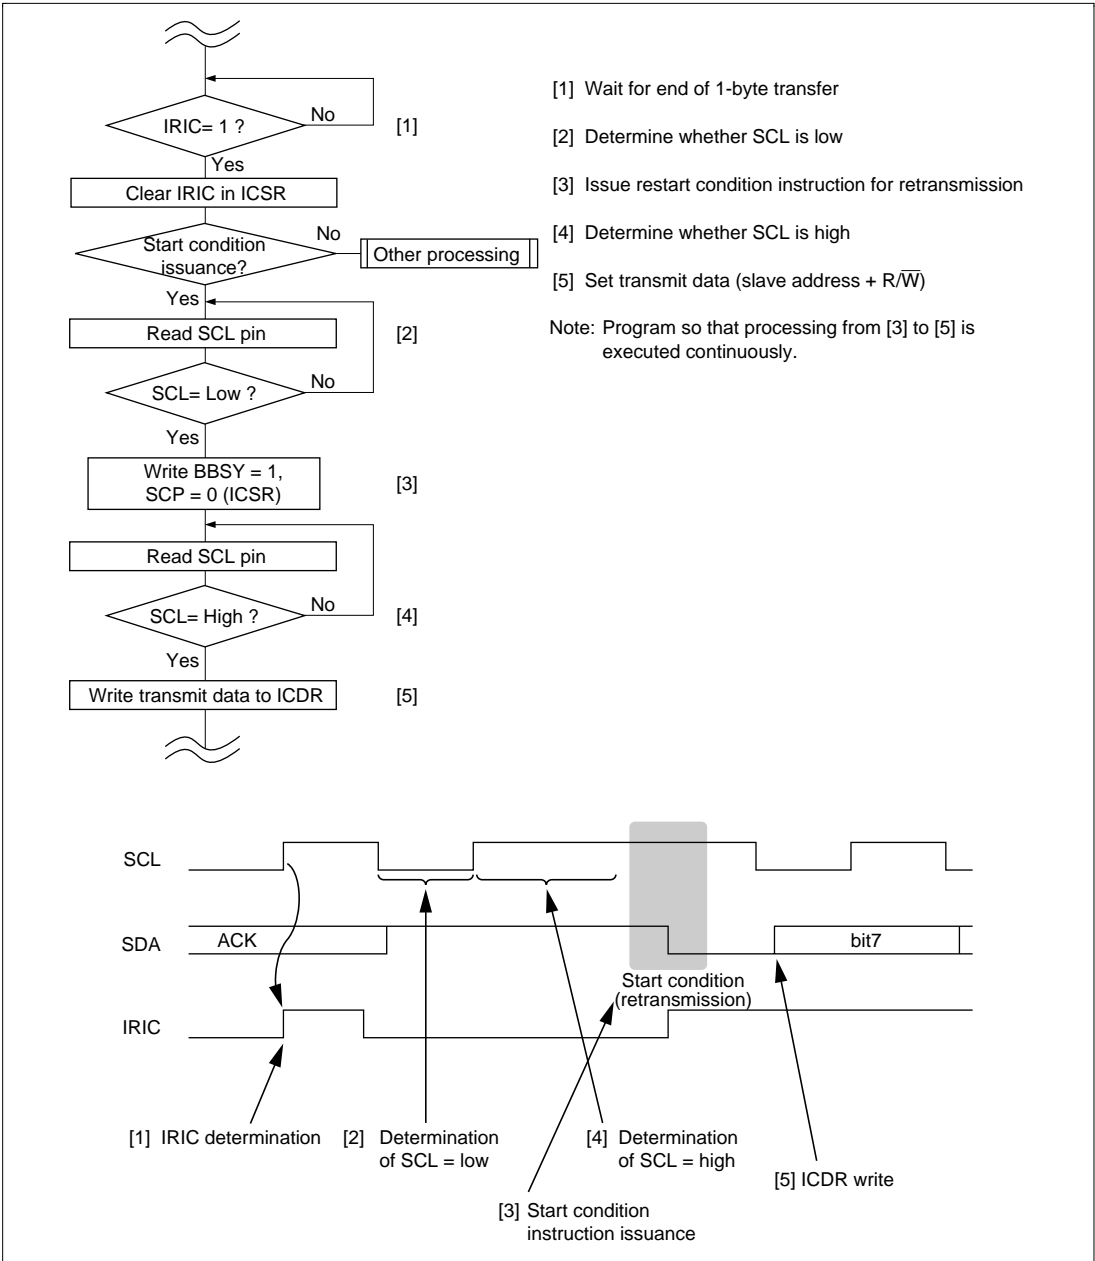 IRIC= 1 ?
No
[1]
Yes
Clear IRIC in ICSR
Start condition
issuance?
No
Other processing
Yes
Read SCL pin
[2]
SCL= Low ?
No
Yes
Write BBSY = 1,
SCP = 0 (ICSR)
[3]
Read SCL pin
SCL= High ?
No
[4]
Yes
Write transmit data to ICDR
[5]
[1] Wait for end of 1-byte transfer
[2] Determine whether SCL is low
[3] Issue restart condition instruction for retransmission
[4] Determine whether SCL is high
[5] Set transmit data (slave address + R/W̅)
Note: Program so that processing from [3] to [5] is
executed continuously.
SCL
SDA
ACK
bit7
Start condition
(retransmission)
IRIC
[1] IRIC determination
[2] Determination
of SCL = low
[4] Determination
of SCL = high
[5] ICDR write
[3] Start condition
instruction issuance